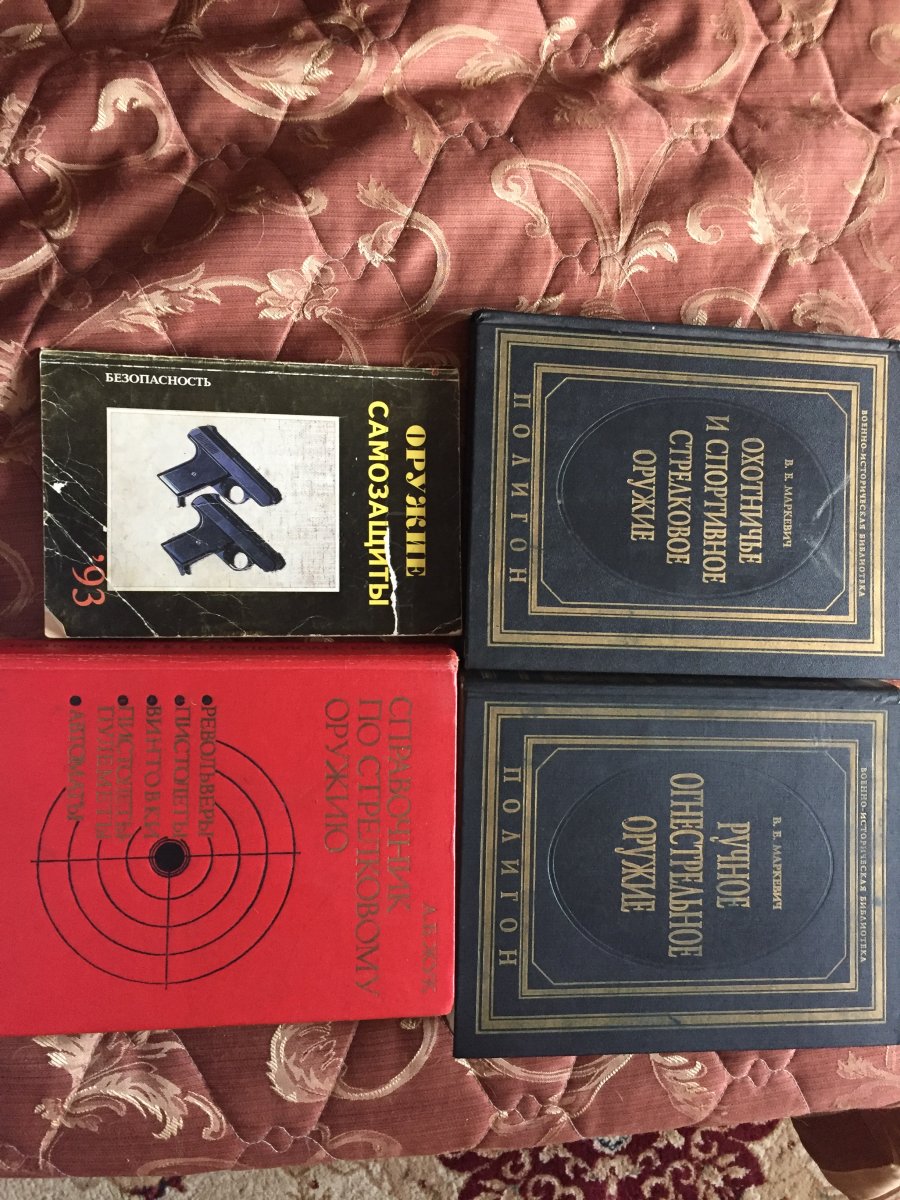 БЕЗОПАСНОСТЬ
ОРУЖИЕ
САМОЗАЩИТЫ
'93
ВОЕННО-ИСТОРИЧЕСКАЯ БИБЛИОТЕКА
В. Е. МАРКЕВИЧ
ОХОТНИЧЬЕ
И СПОРТИВНОЕ
СТРЕЛКОВОЕ
ОРУЖИЕ
ПОЛИГОН
А.Б.ЖУК
СПРАВОЧНИК
ПО СТРЕЛКОВОМУ
ОРУЖИЮ
• РЕВОЛЬВЕРЫ
• ПИСТОЛЕТЫ
• ВИНТОВКИ
• ПИСТОЛЕТЫ-
ПУЛЕМЕТЫ
• АВТОМАТЫ
ВОЕННО-ИСТОРИЧЕСКАЯ БИБЛИОТЕКА
В. Е. МАРКЕВИЧ
РУЧНОЕ
ОГНЕСТРЕЛЬНОЕ
ОРУЖИЕ
ПОЛИГОН